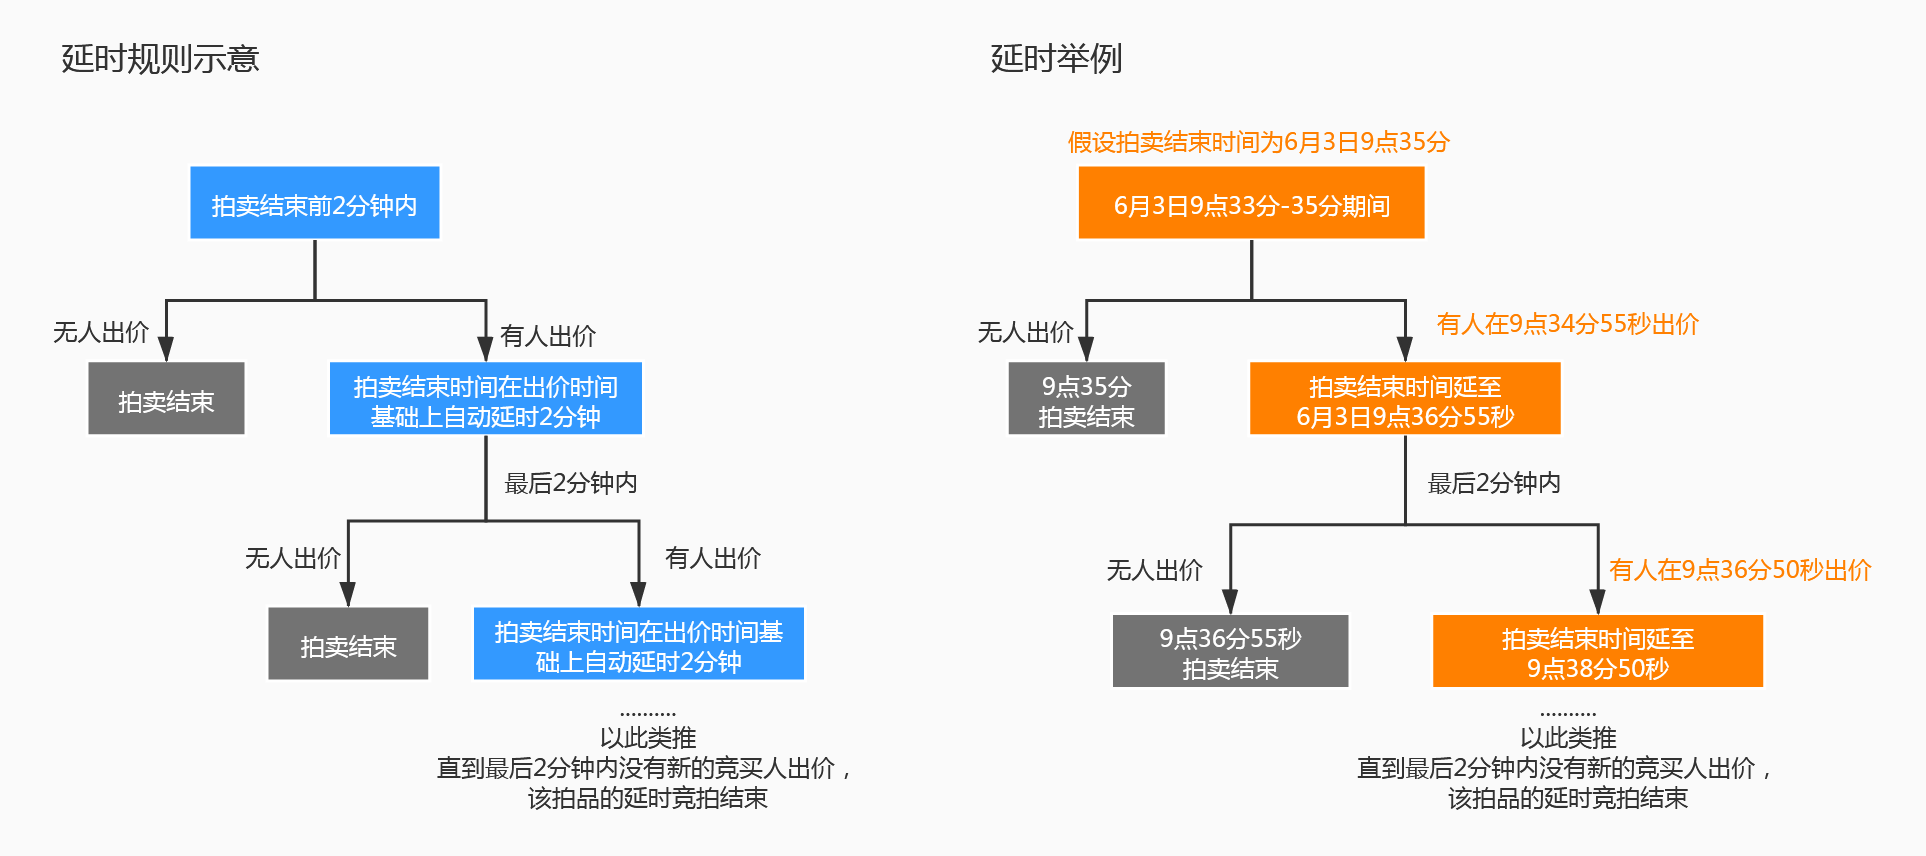 延时规则示意
拍卖结束前2分钟内
无人出价
有人出价
拍卖结束
拍卖结束时间在出价时间
基础上自动延时2分钟
最后2分钟内
无人出价
有人出价
拍卖结束
拍卖结束时间在出价时间基
础上自动延时2分钟
..........
以此类推
直到最后2分钟内没有新的竞买人出价，
该拍品的延时竞拍结束
延时举例
假设拍卖结束时间为6月3日9点35分
6月3日9点33分-35分期间
无人出价
有人在9点34分55秒出价
9点35分
拍卖结束
拍卖结束时间延至
6月3日9点36分55秒
最后2分钟内
无人出价
有人在9点36分50秒出价
9点36分55秒
拍卖结束
拍卖结束时间延至
9点38分50秒
..........
以此类推
直到最后2分钟内没有新的竞买人出价，
该拍品的延时竞拍结束